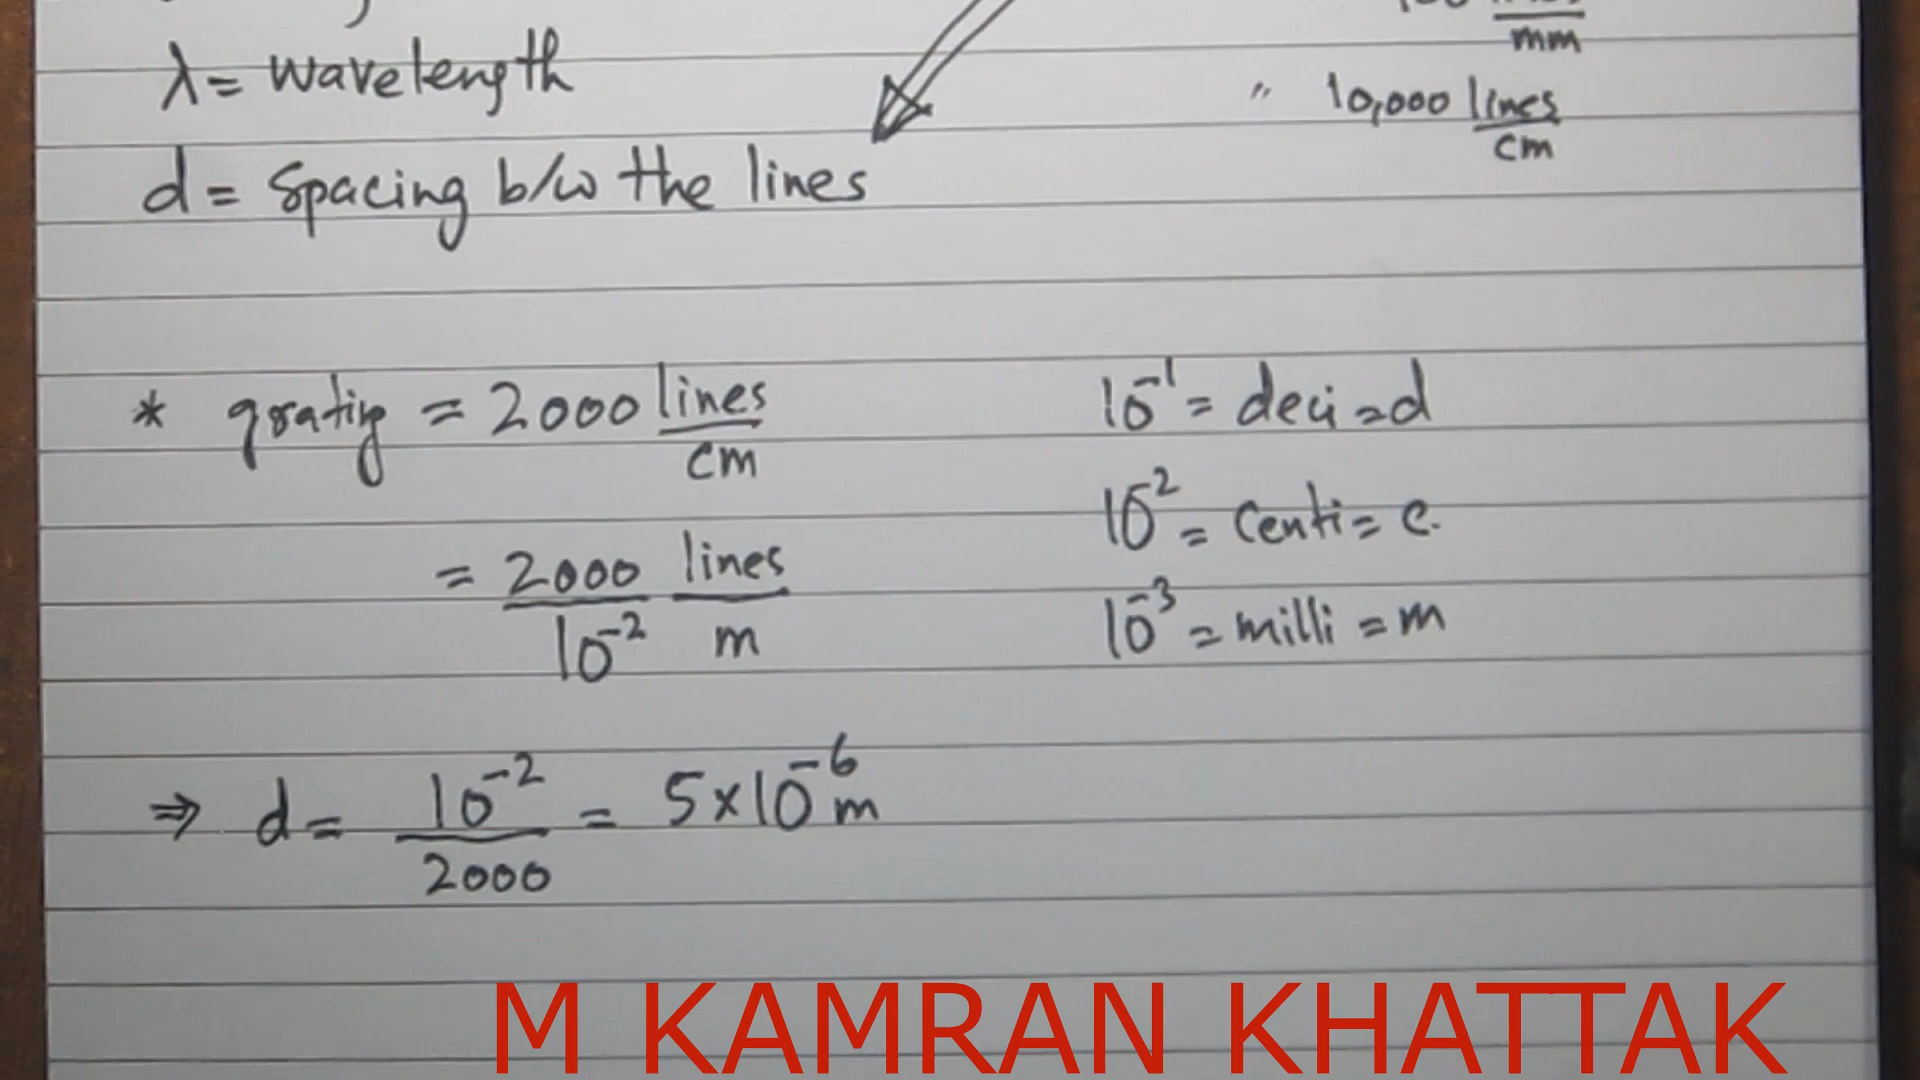 λ = wavelength
d = Spacing b/w the lines
mm
" 10,000 lines/cm
* grating = 2000 lines/cm
= 2000/10⁻² lines/m
⇒ d = 10⁻²/2000 = 5×10⁻⁶ m
10⁻¹ = deci = d
10⁻² = Centi = c.
10⁻³ = milli = m
M KAMRAN KHATTAK